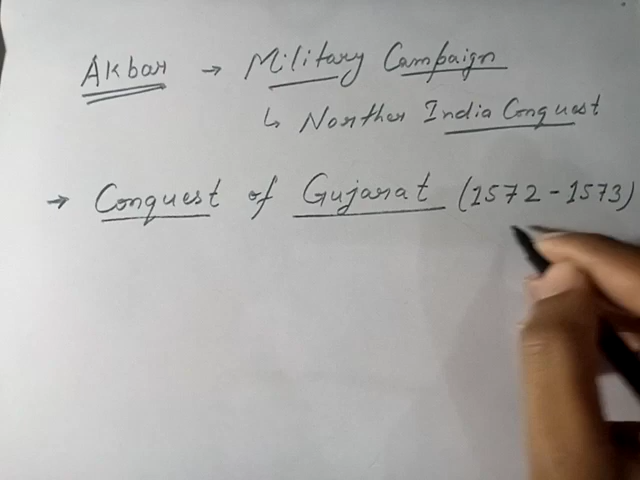 Akbar → Military Campaign
↳ Norther India Conquest
→ Conquest of Gujarat (1572-1573)